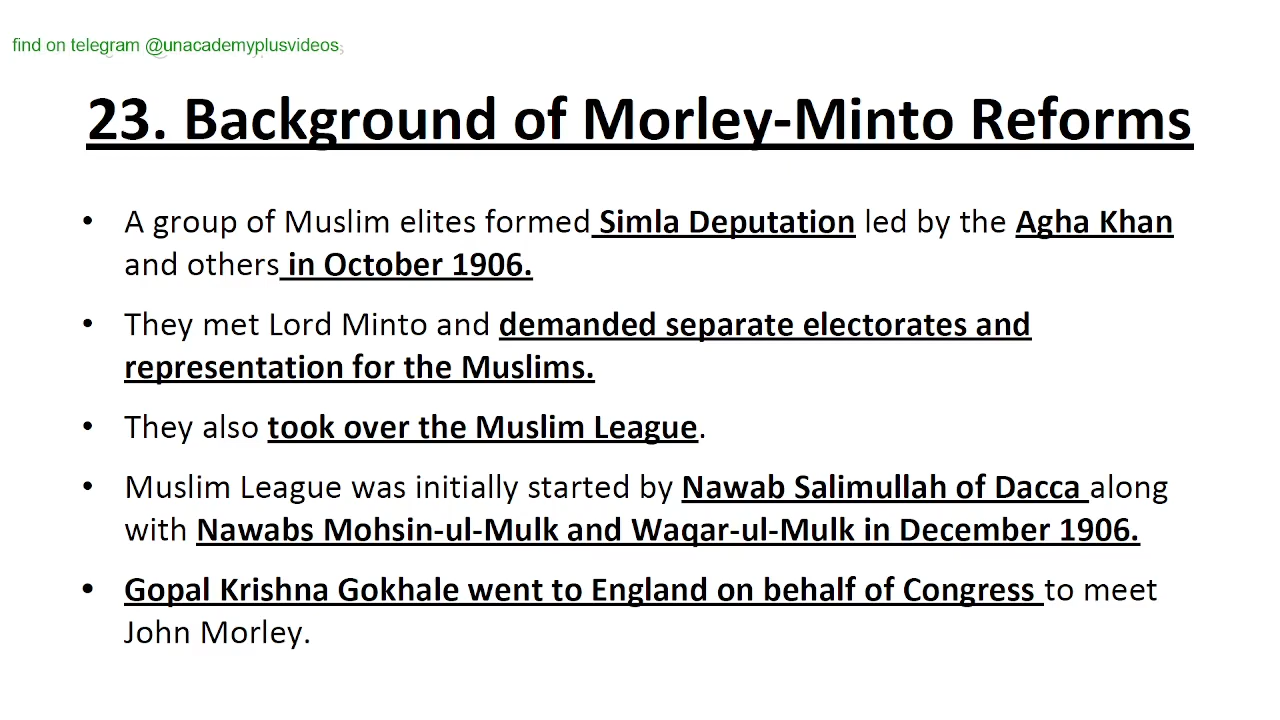 find on telegram @unacademyplusvideos
23. Background of Morley-Minto Reforms
• A group of Muslim elites formed Simla Deputation led by the Agha Khan
and others in October 1906.
• They met Lord Minto and demanded separate electorates and
representation for the Muslims.
• They also took over the Muslim League.
• Muslim League was initially started by Nawab Salimullah of Dacca along
with Nawabs Mohsin-ul-Mulk and Waqar-ul-Mulk in December 1906.
• Gopal Krishna Gokhale went to England on behalf of Congress to meet
John Morley.